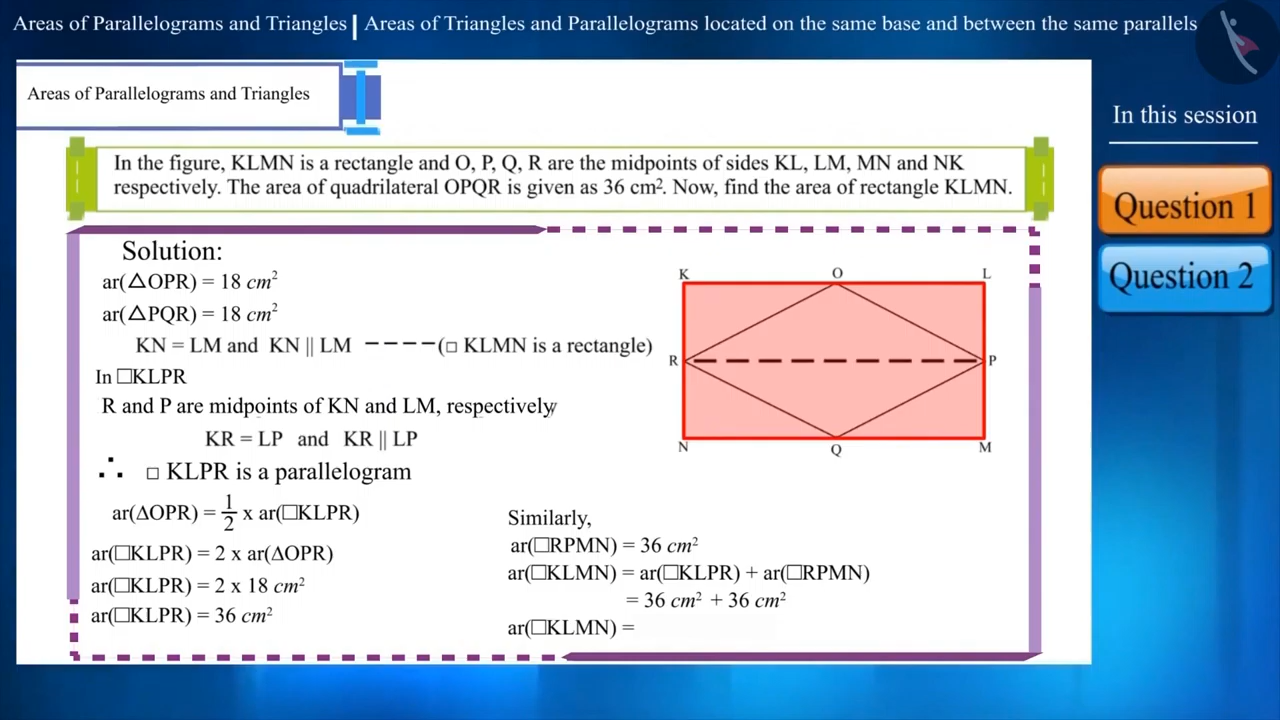 Areas of Parallelograms and Triangles | Areas of Triangles and Parallelograms located on the same base and between the same parallels
Areas of Parallelograms and Triangles
In this session
Question 1
Question 2
In the figure, KLMN is a rectangle and O, P, Q, R are the midpoints of sides KL, LM, MN and NK
respectively. The area of quadrilateral OPQR is given as 36 cm². Now, find the area of rectangle KLMN.
Solution:
ar(△OPR) = 18 cm²
ar(△PQR) = 18 cm²
KN = LM and KN || LM ----(□ KLMN is a rectangle)
In □KLPR
R and P are midpoints of KN and LM, respectively
KR = LP and KR || LP
∴ □ KLPR is a parallelogram
ar(ΔOPR) = 1/2 x ar(□KLPR)
ar(□KLPR) = 2 x ar(ΔOPR)
ar(□KLPR) = 2 x 18 cm²
ar(□KLPR) = 36 cm²
Similarly,
ar(□RPMN) = 36 cm²
ar(□KLMN) = ar(□KLPR) + ar(□RPMN)
= 36 cm² + 36 cm²
ar(□KLMN) =
K O L
R P
N Q M